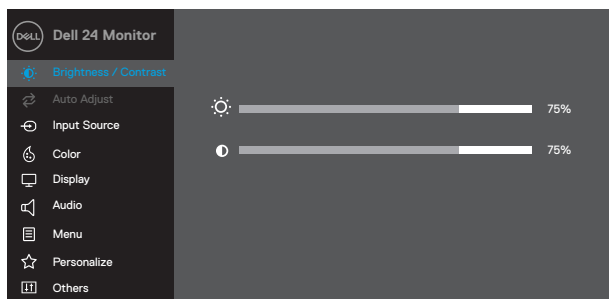 DELL Dell 24 Monitor
Brightness / Contrast
Auto Adjust
Input Source
Color
Display
Audio
Menu
Personalize
Others
75%
75%